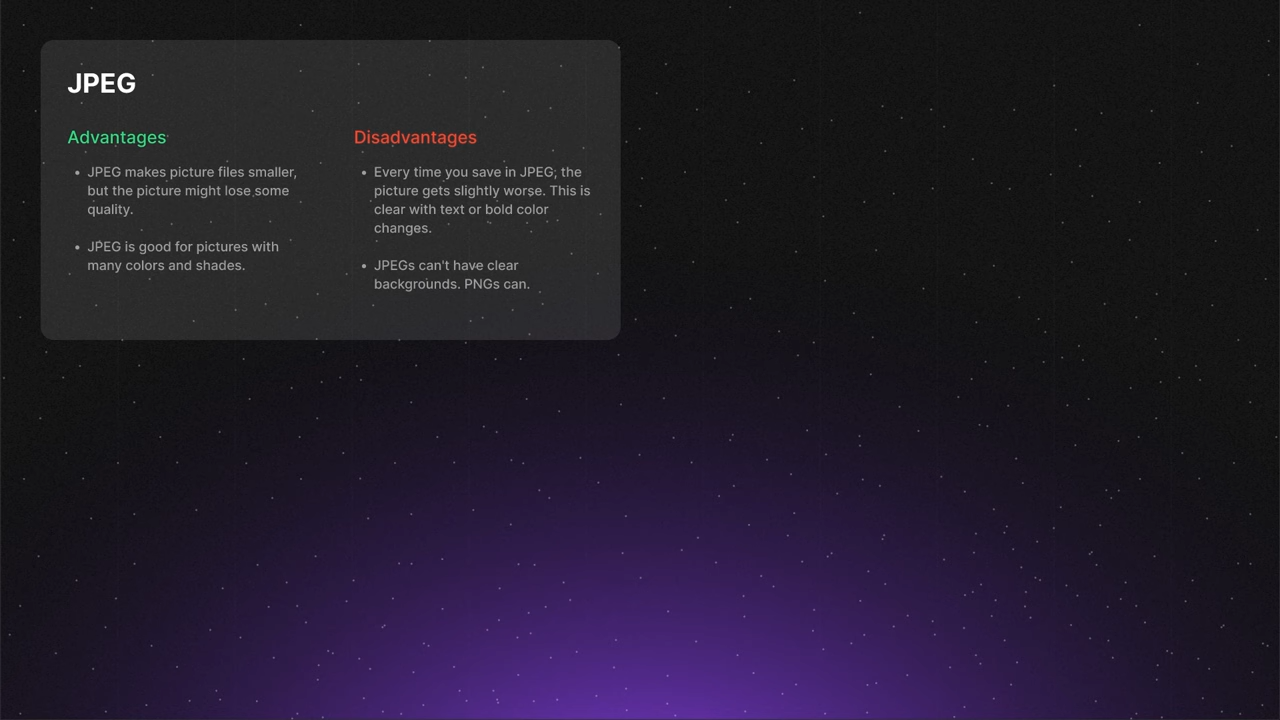 JPEG
Advantages
JPEG makes picture files smaller,
but the picture might lose some
quality.
JPEG is good for pictures with
many colors and shades.
Disadvantages
Every time you save in JPEG, the
picture gets slightly worse. This is
clear with text or bold color
changes.
JPEGs can't have clear
backgrounds. PNGs can.